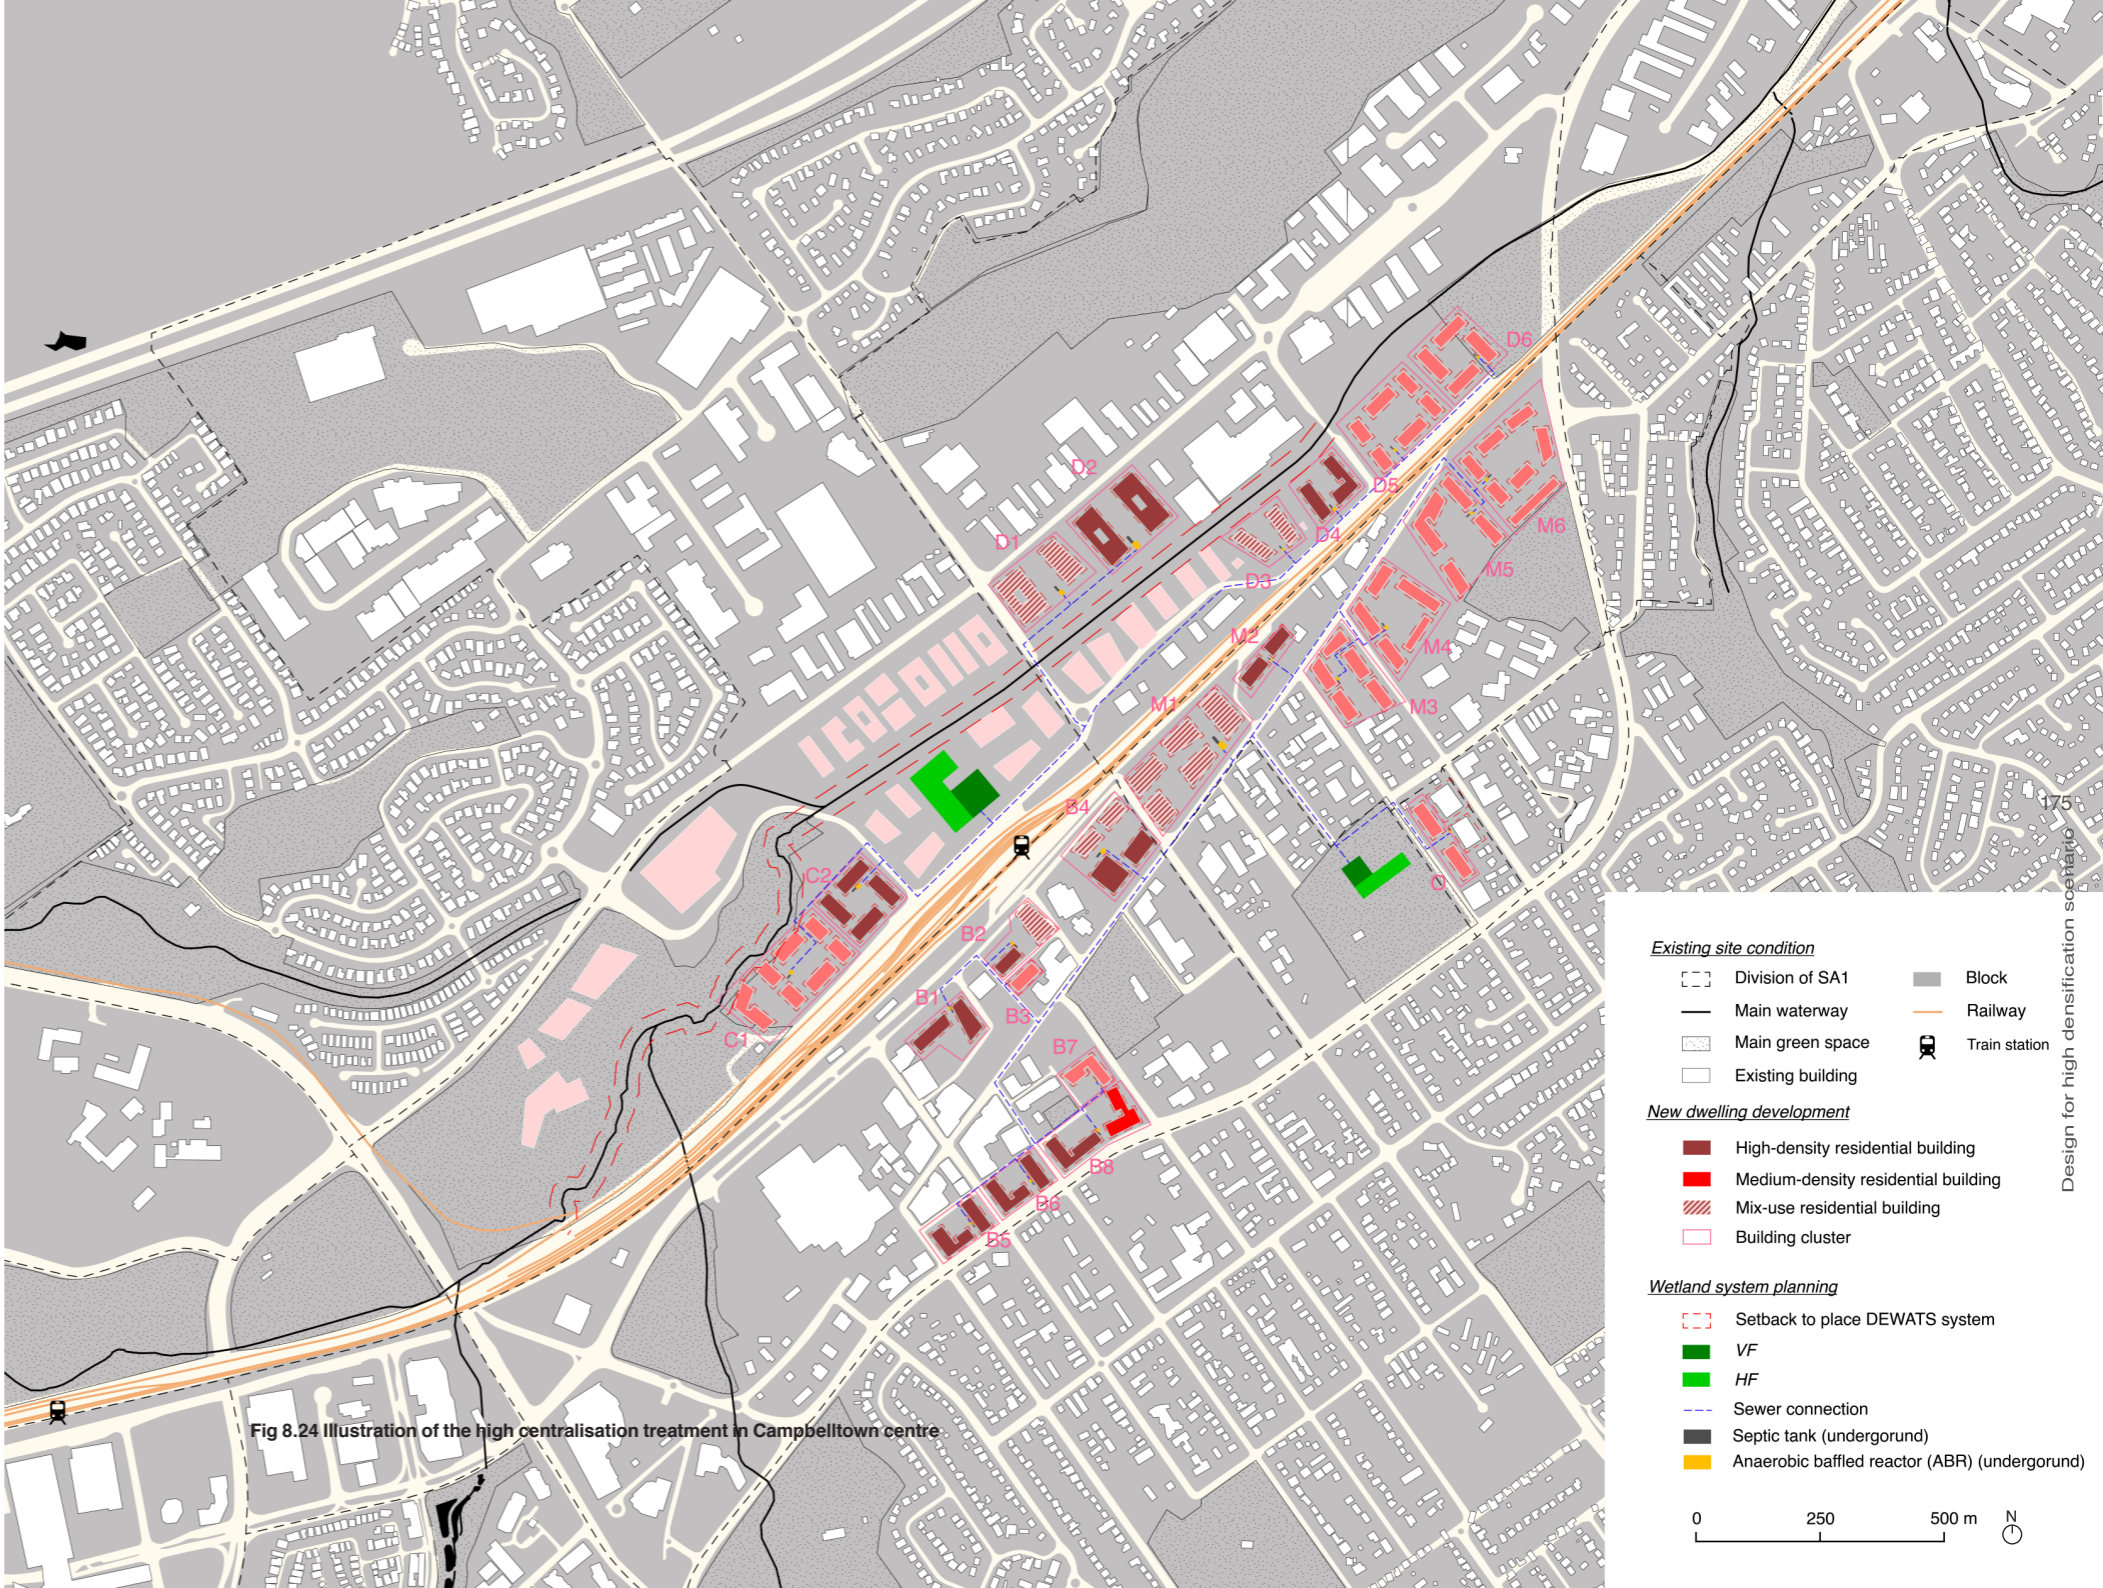 D6
D2
D5
D1
M6
D4
M5
D3
M2
M4
M1
M3
B4
175
C2
O
B2
B1
B3
C1
B7
B8
B6
B5
Design for high densification scenario
Existing site condition
Division of SA1
Block
Main waterway
Railway
Main green space
Train station
Existing building
New dwelling development
High-density residential building
Medium-density residential building
Mix-use residential building
Building cluster
Wetland system planning
Setback to place DEWATS system
VF
HF
Sewer connection
Septic tank (undergorund)
Anaerobic baffled reactor (ABR) (undergorund)
0 250 500 m N
Fig 8.24 Illustration of the high centralisation treatment in Campbelltown centre